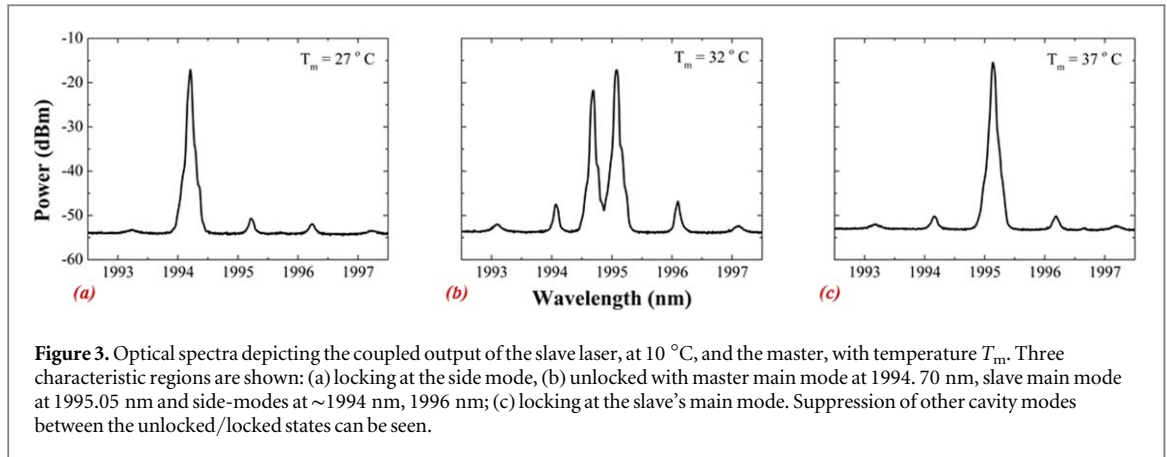 -10
-20
-30
-40
-50
-60
Power (dBm)
T_m = 27 ° C
1993 1994 1995 1996 1997
(a)
T_m = 32 ° C
1993 1994 1995 1996 1997
(b)
T_m = 37 ° C
1993 1994 1995 1996 1997
(c)
Wavelength (nm)
Figure 3. Optical spectra depicting the coupled output of the slave laser, at 10 °C, and the master, with temperature T_m. Three
characteristic regions are shown: (a) locking at the side mode, (b) unlocked with master main mode at 1994. 70 nm, slave main mode
at 1995.05 nm and side-modes at ~1994 nm, 1996 nm; (c) locking at the slave's main mode. Suppression of other cavity modes
between the unlocked/locked states can be seen.